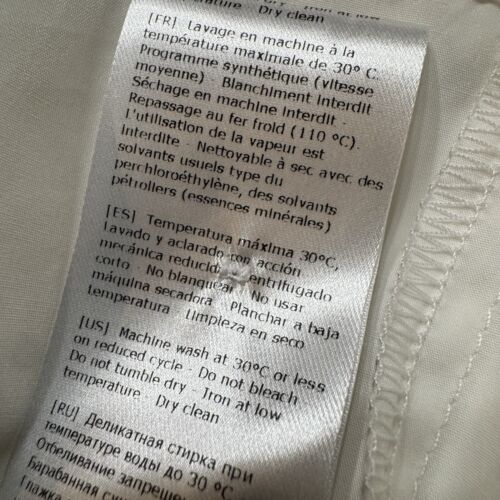 temperature · Dry clean
[FR] Lavage en machine à la
température maximale de 30° C.
Programme synthétique (vitesse
moyenne) · Blanchiment interdit
Séchage en machine interdit ·
Repassage au fer froid (110 °C).
L'utilisation de la vapeur est
interdite · Nettoyable à sec avec des
solvants usuels type du
perchloroéthylène, des solvants
pétroliers (essences minérales)
[ES] Temperatura máxima 30°C,
Lavado y aclarado con acción
mecánica reducida centrifugado
corto · No blanquear · No usar
máquina secadora · Planchar a baja
temperatura · Limpieza en seco
[US] Machine wash at 30°C or less
on reduced cycle · Do not bleach
Do not tumble dry · Iron at low
temperature · Dry clean
[RU] Деликатная стирка при
температуре воды до 30 °C
Отбеливание запрещено
Барабанная